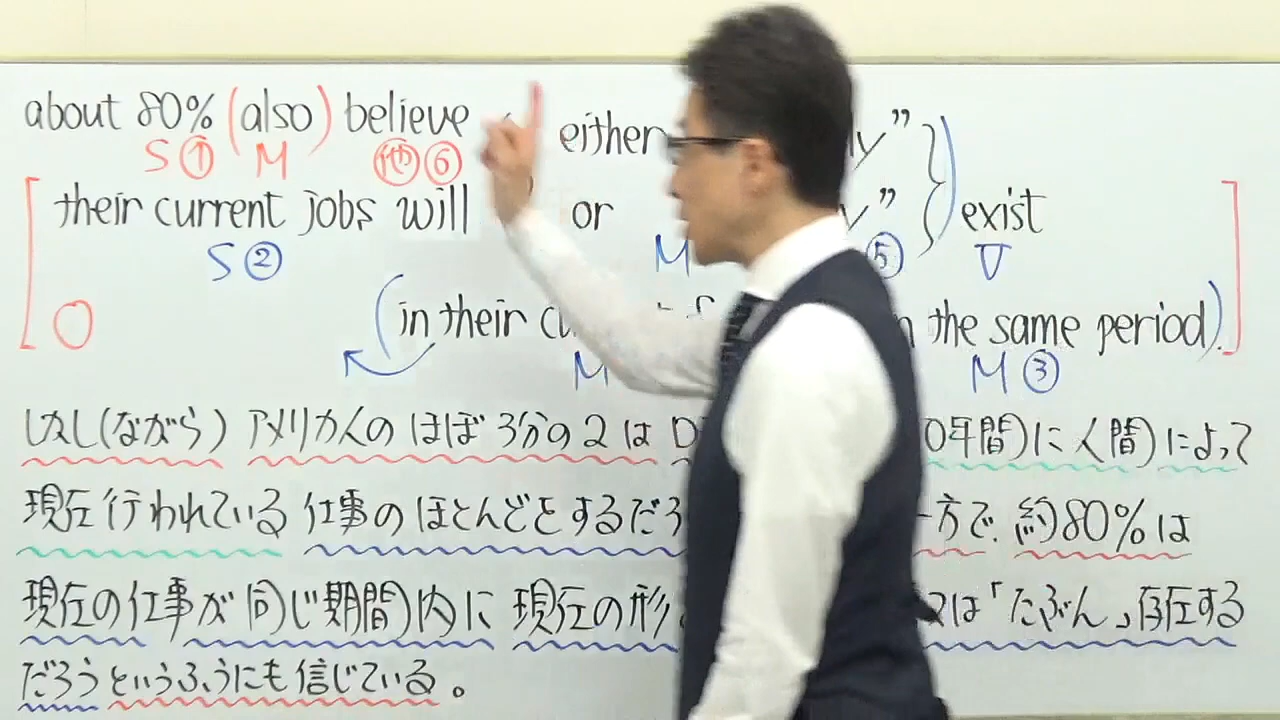 about 80% (also) believe either y”
S ① M 他 ⑥
their current jobs will or y” exist
S ② M ⑤ V
O (in their the same period).
M M ③
しかし(ながら) アメリカ人の ほぼ 3分の2は 0年間)に 人間)によって
現在 行われている 仕事の ほとんどをするだろ 一方で、約80%は
現在の仕事が 同じ期間)内に 現在の形 は「たぶん」存在する
だろうというふうにも 信じている。